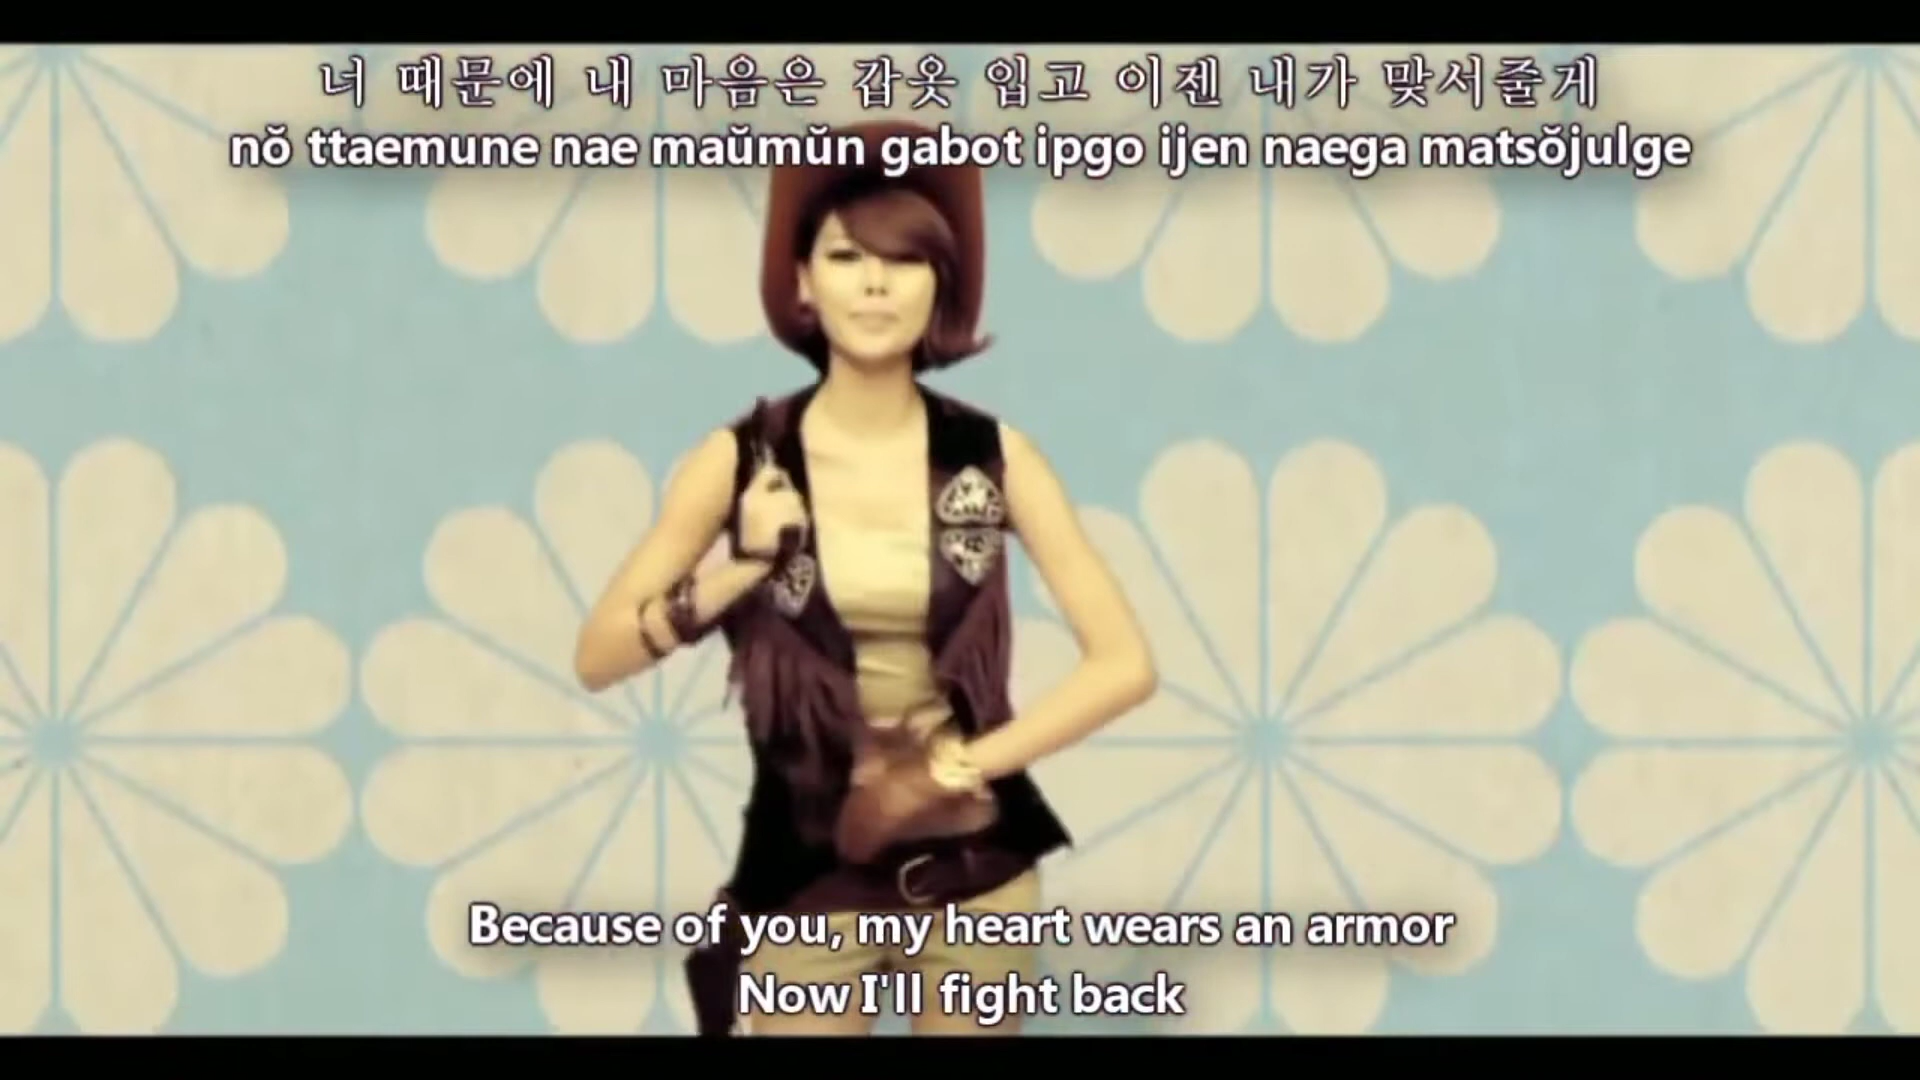 너 때문에 내 마음은 갑옷 입고 이젠 내가 맞서줄게
nŏ ttaemune nae maŭmŭn gabot ipgo ijen naega matsŏjulge
Because of you, my heart wears an armor
Now I'll fight back